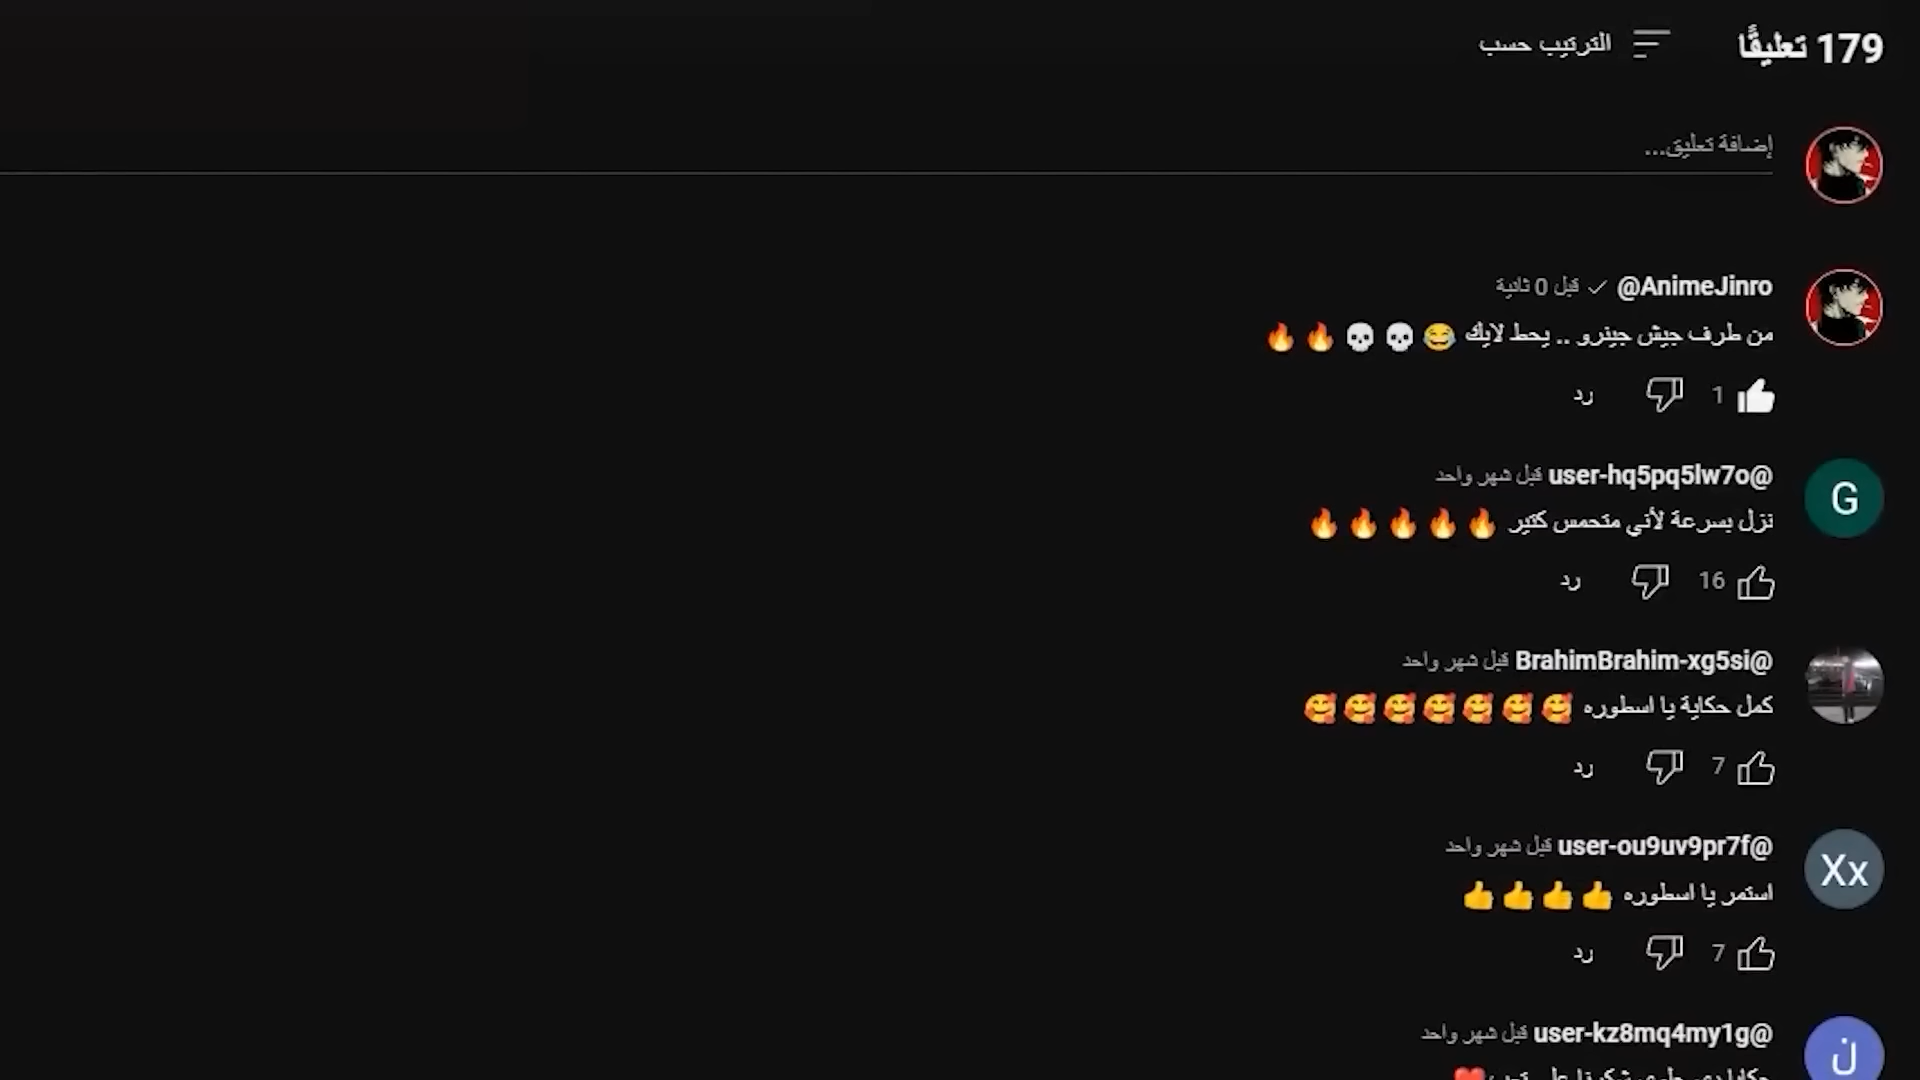 179 تعليقًا
الترتيب حسب
إضافة تعليق...
@AnimeJinro ✓ قبل 0 ثانية
من طرف جيش جينرو .. يحط لايك 😂💀💀🔥🔥
1
رد
@user-hq5pq5lw7o قبل شهر واحد
نزل بسرعة لأني متحمس كتير 🔥🔥🔥🔥🔥
16
رد
@BrahimBrahim-xg5si قبل شهر واحد
كمل حكاية يا اسطوره 🥰🥰🥰🥰🥰🥰🥰
7
رد
@user-ou9uv9pr7f قبل شهر واحد
استمر يا اسطوره 👍👍👍👍
7
رد
@user-kz8mq4my1g قبل شهر واحد